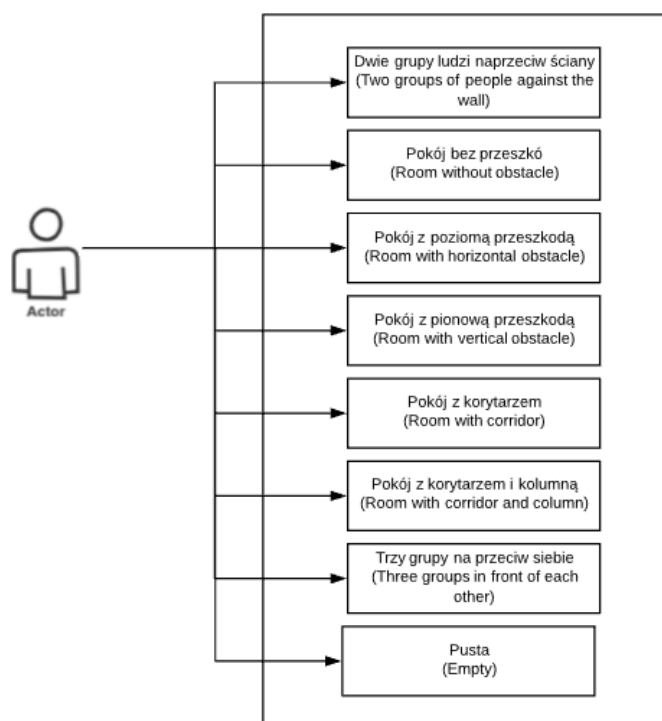 Dwie grupy ludzi naprzeciw ściany
(Two groups of people against the
wall)
Pokój bez przeszkó
(Room without obstacle)
Pokój z poziomą przeszkodą
(Room with horizontal obstacle)
Actor
Pokój z pionową przeszkodą
(Room with vertical obstacle)
Pokój z korytarzem
(Room with corridor)
Pokój z korytarzem i kolumną
(Room with corridor and column)
Trzy grupy na przeciw siebie
(Three groups in front of each
other)
Pusta
(Empty)